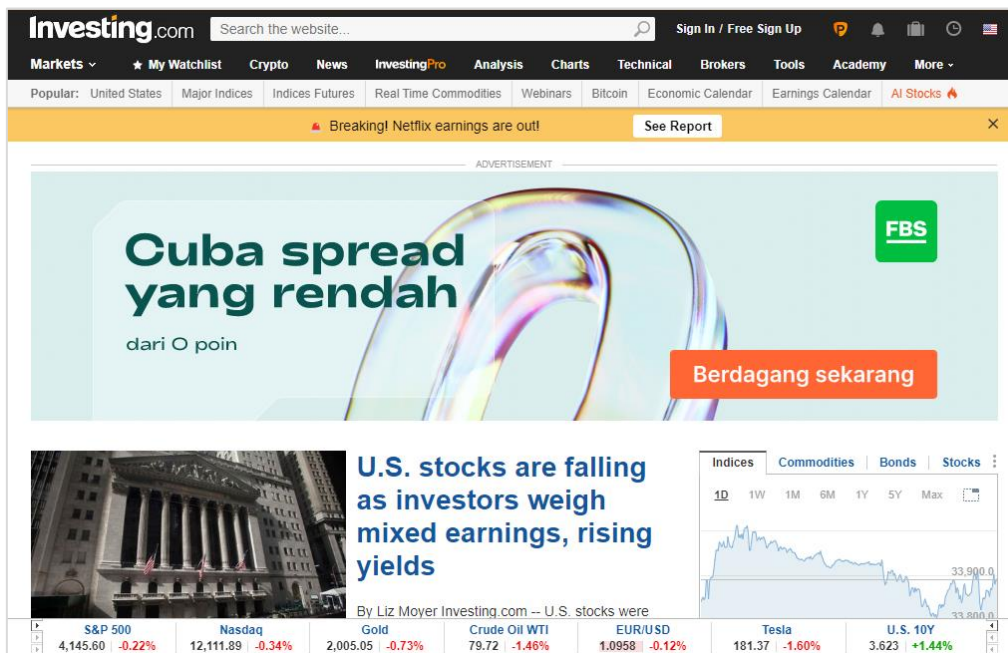 Investing.com Search the website... Sign In / Free Sign Up
Markets My Watchlist Crypto News InvestingPro Analysis Charts Technical Brokers Tools Academy More
Popular: United States Major Indices Indices Futures Real Time Commodities Webinars Bitcoin Economic Calendar Earnings Calendar AI Stocks
Breaking! Netflix earnings are out! See Report
ADVERTISEMENT
Cuba spread
yang rendah
dari 0 poin
FBS
Berdagang sekarang
U.S. stocks are falling
as investors weigh
mixed earnings, rising
yields
By Liz Moyer Investing.com -- U.S. stocks were
Indices Commodities Bonds Stocks
1D 1W 1M 6M 1Y 5Y Max
33,900.0
33,800.0
S&P 500 Nasdaq Gold Crude Oil WTI EUR/USD Tesla U.S. 10Y
4,145.60 -0.22% 12,111.89 -0.34% 2,005.05 -0.73% 79.72 -1.46% 1.0958 -0.12% 181.37 -1.60% 3.623 +1.44%